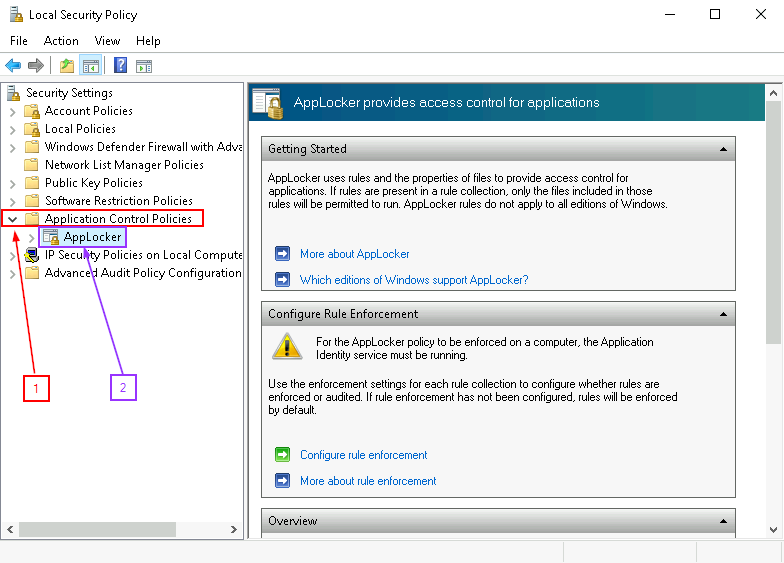 Local Security Policy
File Action View Help
Security Settings
Account Policies
Local Policies
Windows Defender Firewall with Adva
Network List Manager Policies
Public Key Policies
Software Restriction Policies
Application Control Policies
AppLocker
IP Security Policies on Local Compute
Advanced Audit Policy Configuration
1
2
AppLocker provides access control for applications
Getting Started
AppLocker uses rules and the properties of files to provide access control for
applications. If rules are present in a rule collection, only the files included in those
rules will be permitted to run. AppLocker rules do not apply to all editions of Windows.
More about AppLocker
Which editions of Windows support AppLocker?
Configure Rule Enforcement
For the AppLocker policy to be enforced on a computer, the Application
Identity service must be running.
Use the enforcement settings for each rule collection to configure whether rules are
enforced or audited. If rule enforcement has not been configured, rules will be enforced
by default.
Configure rule enforcement
More about rule enforcement
Overview